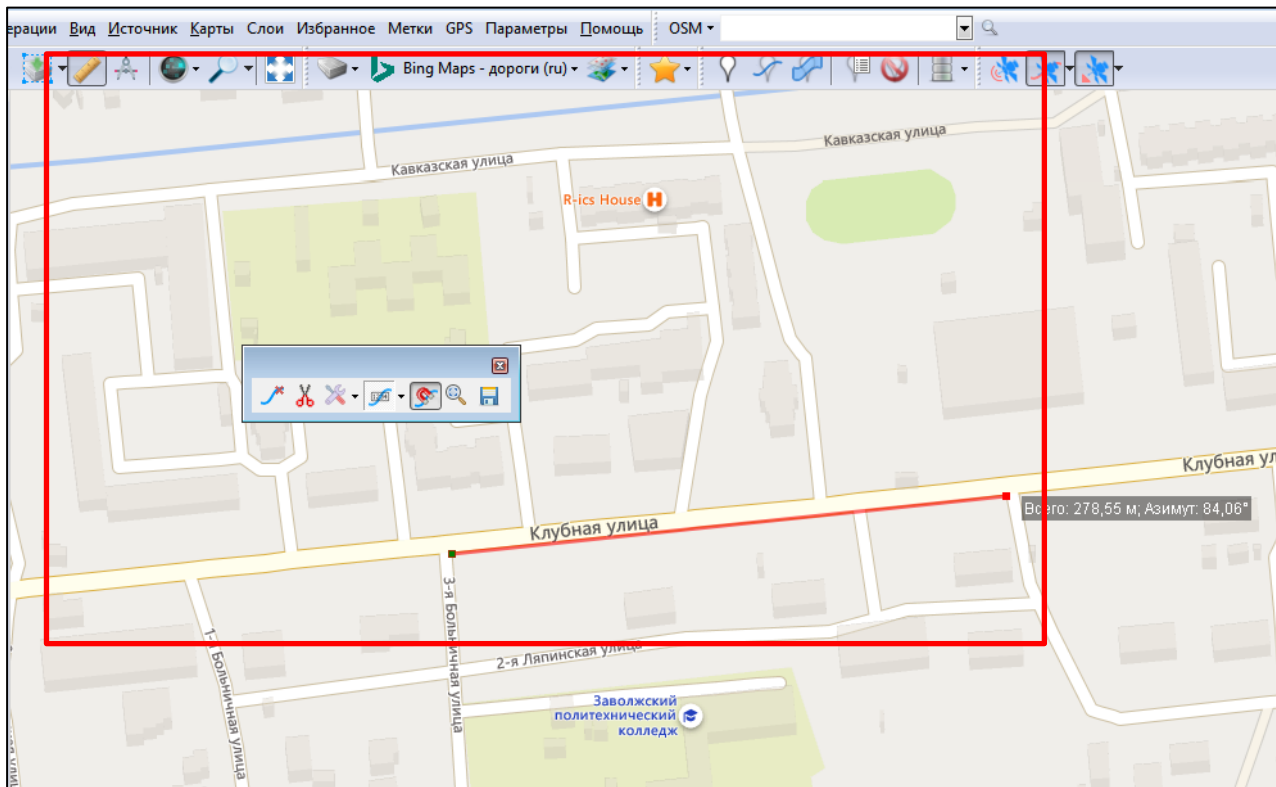 ерации Вид Источник Карты Слои Избранное Метки GPS Параметры Помощь OSM
Bing Maps - дороги (ru)
Кавказская улица
Кавказская улица
R-ics House H
Клубная ул
Всего: 278,55 м; Азимут: 84,06°
Клубная улица
3-я Больничная улица
1-я Больничная улица
2-я Ляпинская улица
Заволжский
политехнический
колледж